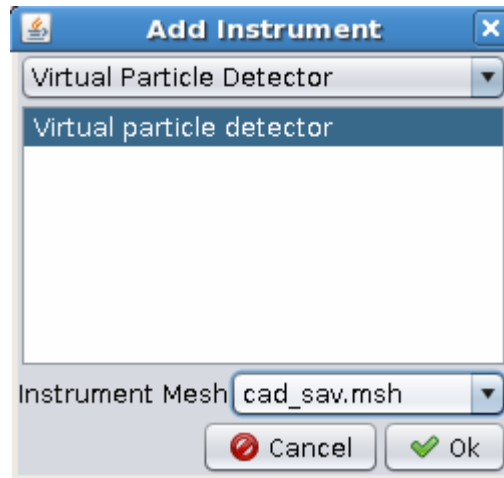 Add Instrument
Virtual Particle Detector
Virtual particle detector
Instrument Mesh cad_sav.msh
Cancel Ok